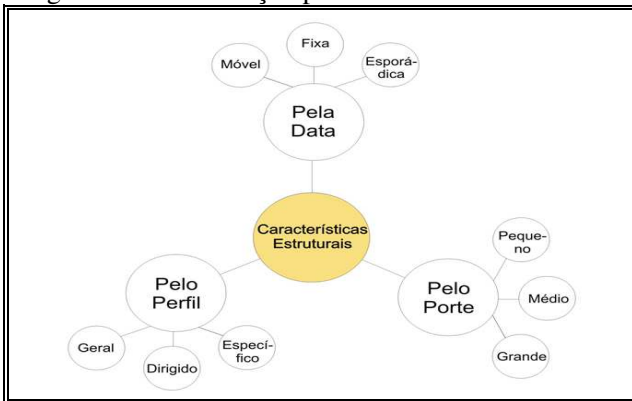 Fixa
Móvel
Esporá-
dica
Pela
Data
Características
Estruturais
Peque-
no
Pelo
Perfil
Pelo
Porte
Médio
Geral
Especí-
fico
Dirigido
Grande